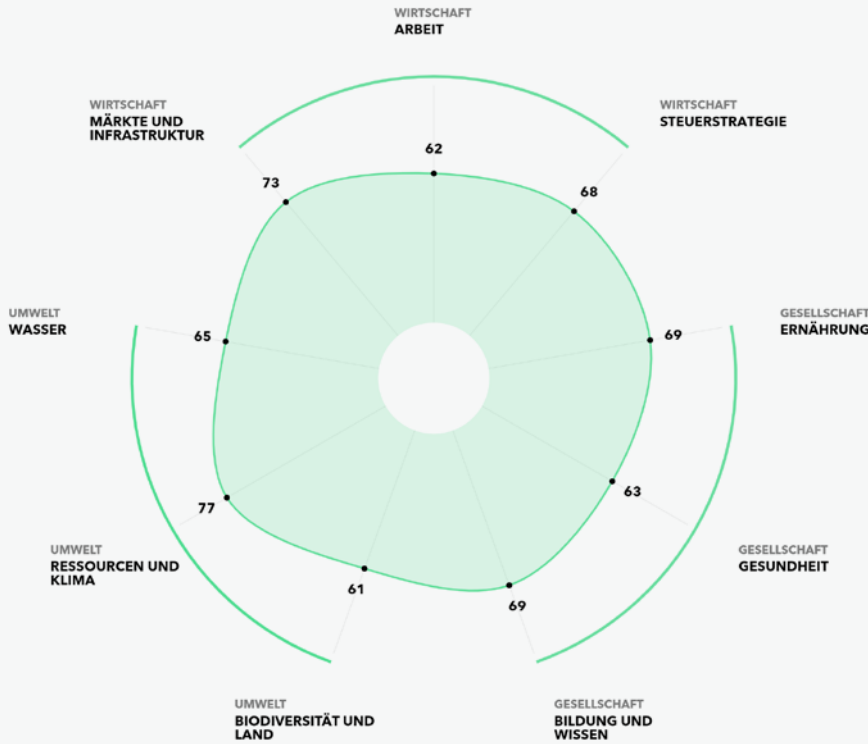 WIRTSCHAFT
ARBEIT
WIRTSCHAFT
MÄRKTE UND
INFRASTRUKTUR
WIRTSCHAFT
STEUERSTRATEGIE
62
73
68
UMWELT
WASSER
65
69
GESELLSCHAFT
ERNÄHRUNG
77
63
UMWELT
RESSOURCEN UND
KLIMA
GESELLSCHAFT
GESUNDHEIT
61
69
UMWELT
BIODIVERSITÄT UND
LAND
GESELLSCHAFT
BILDUNG UND
WISSEN